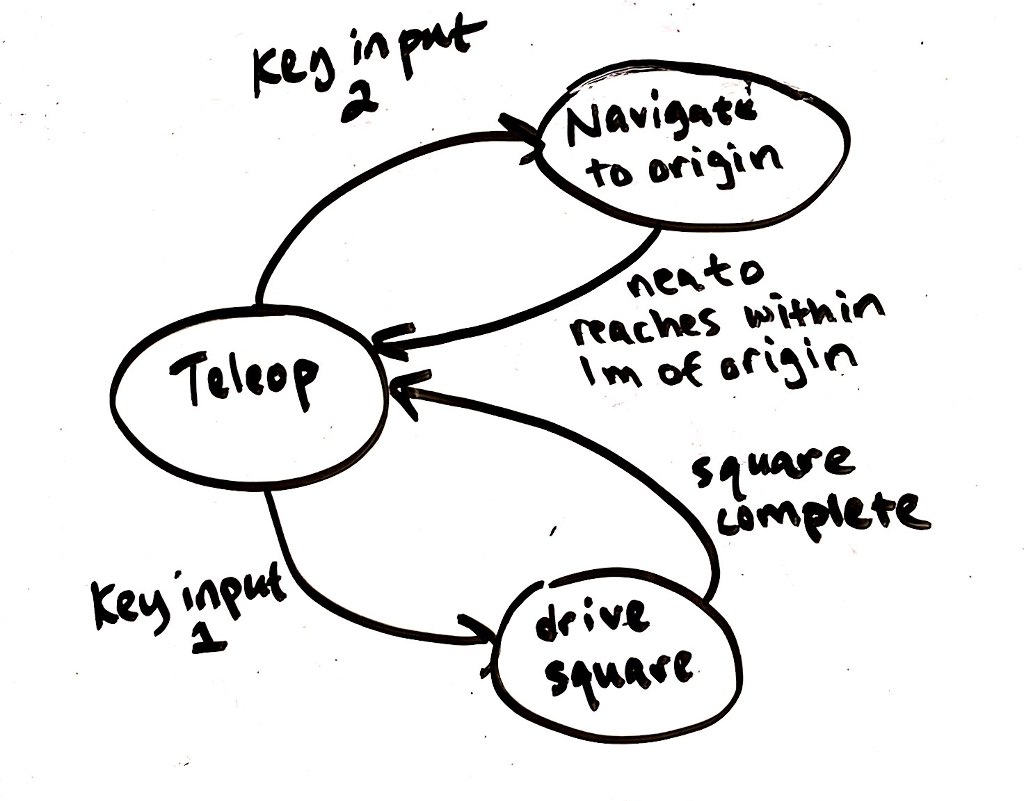 Key input
2
Navigate
to origin
neato
reaches within
1m of origin
Teleop
square
complete
Key input
1
drive
square